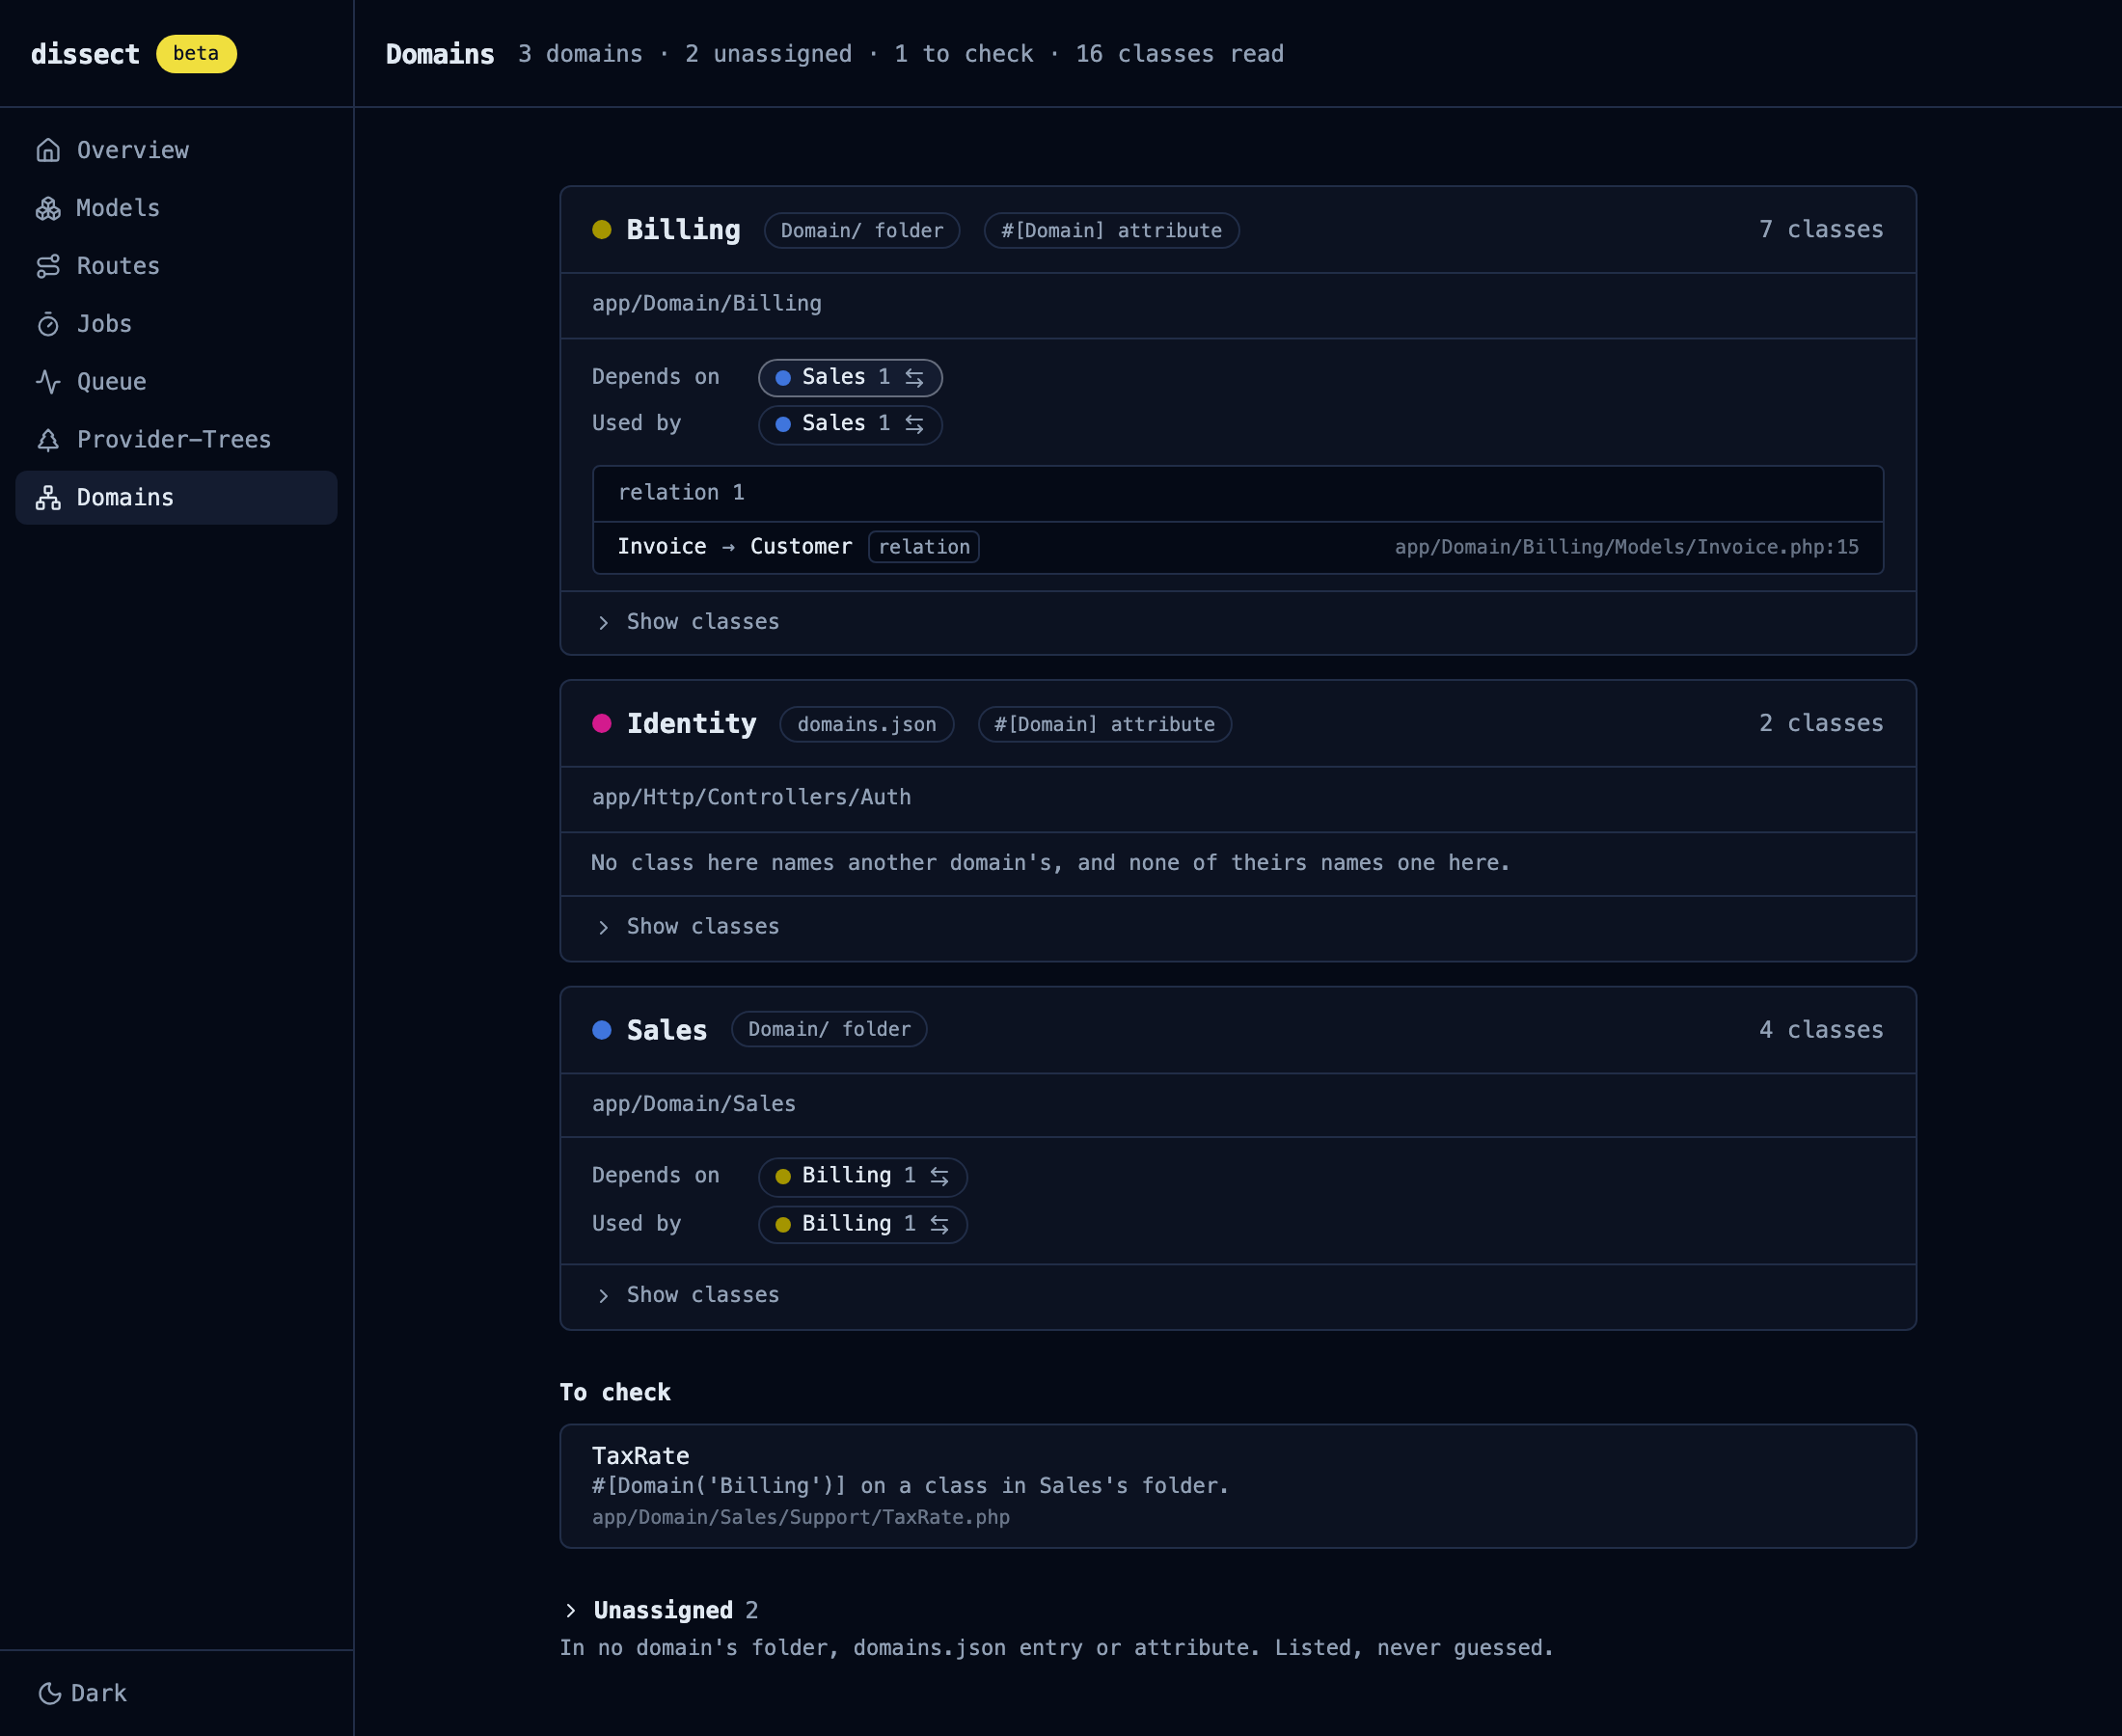 dissect beta
Domains 3 domains · 2 unassigned · 1 to check · 16 classes read
Overview
Models
Routes
Jobs
Queue
Provider-Trees
Domains
Billing Domain/ folder #[Domain] attribute 7 classes
app/Domain/Billing
Depends on Sales 1 ⇆
Used by Sales 1 ⇆
relation 1
Invoice → Customer relation app/Domain/Billing/Models/Invoice.php:15
Show classes
Identity domains.json #[Domain] attribute 2 classes
app/Http/Controllers/Auth
No class here names another domain's, and none of theirs names one here.
Show classes
Sales Domain/ folder 4 classes
app/Domain/Sales
Depends on Billing 1 ⇆
Used by Billing 1 ⇆
Show classes
To check
TaxRate
#[Domain('Billing')] on a class in Sales's folder.
app/Domain/Sales/Support/TaxRate.php
Unassigned 2
In no domain's folder, domains.json entry or attribute. Listed, never guessed.
Dark